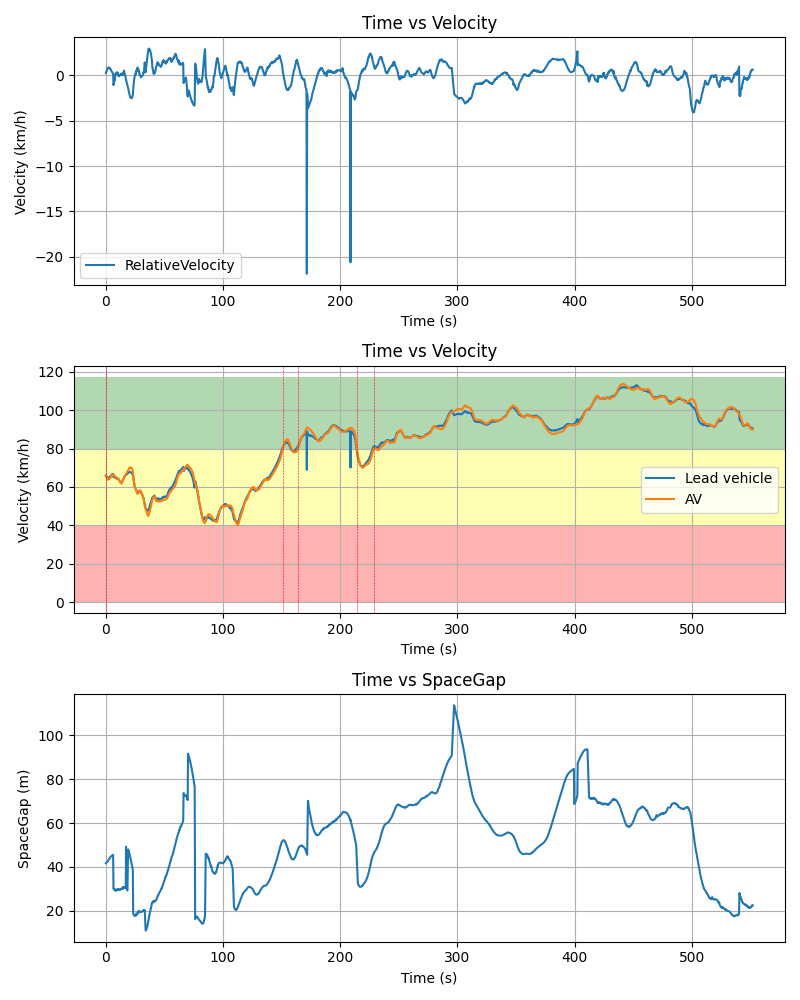 Time vs Velocity
Velocity (km/h)
0
−5
−10
−15
−20
RelativeVelocity
0 100 200 300 400 500
Time (s)
Time vs Velocity
Velocity (km/h)
120
100
80
60
40
20
0
Lead vehicle
AV
0 100 200 300 400 500
Time (s)
Time vs SpaceGap
SpaceGap (m)
100
80
60
40
20
0 100 200 300 400 500
Time (s)